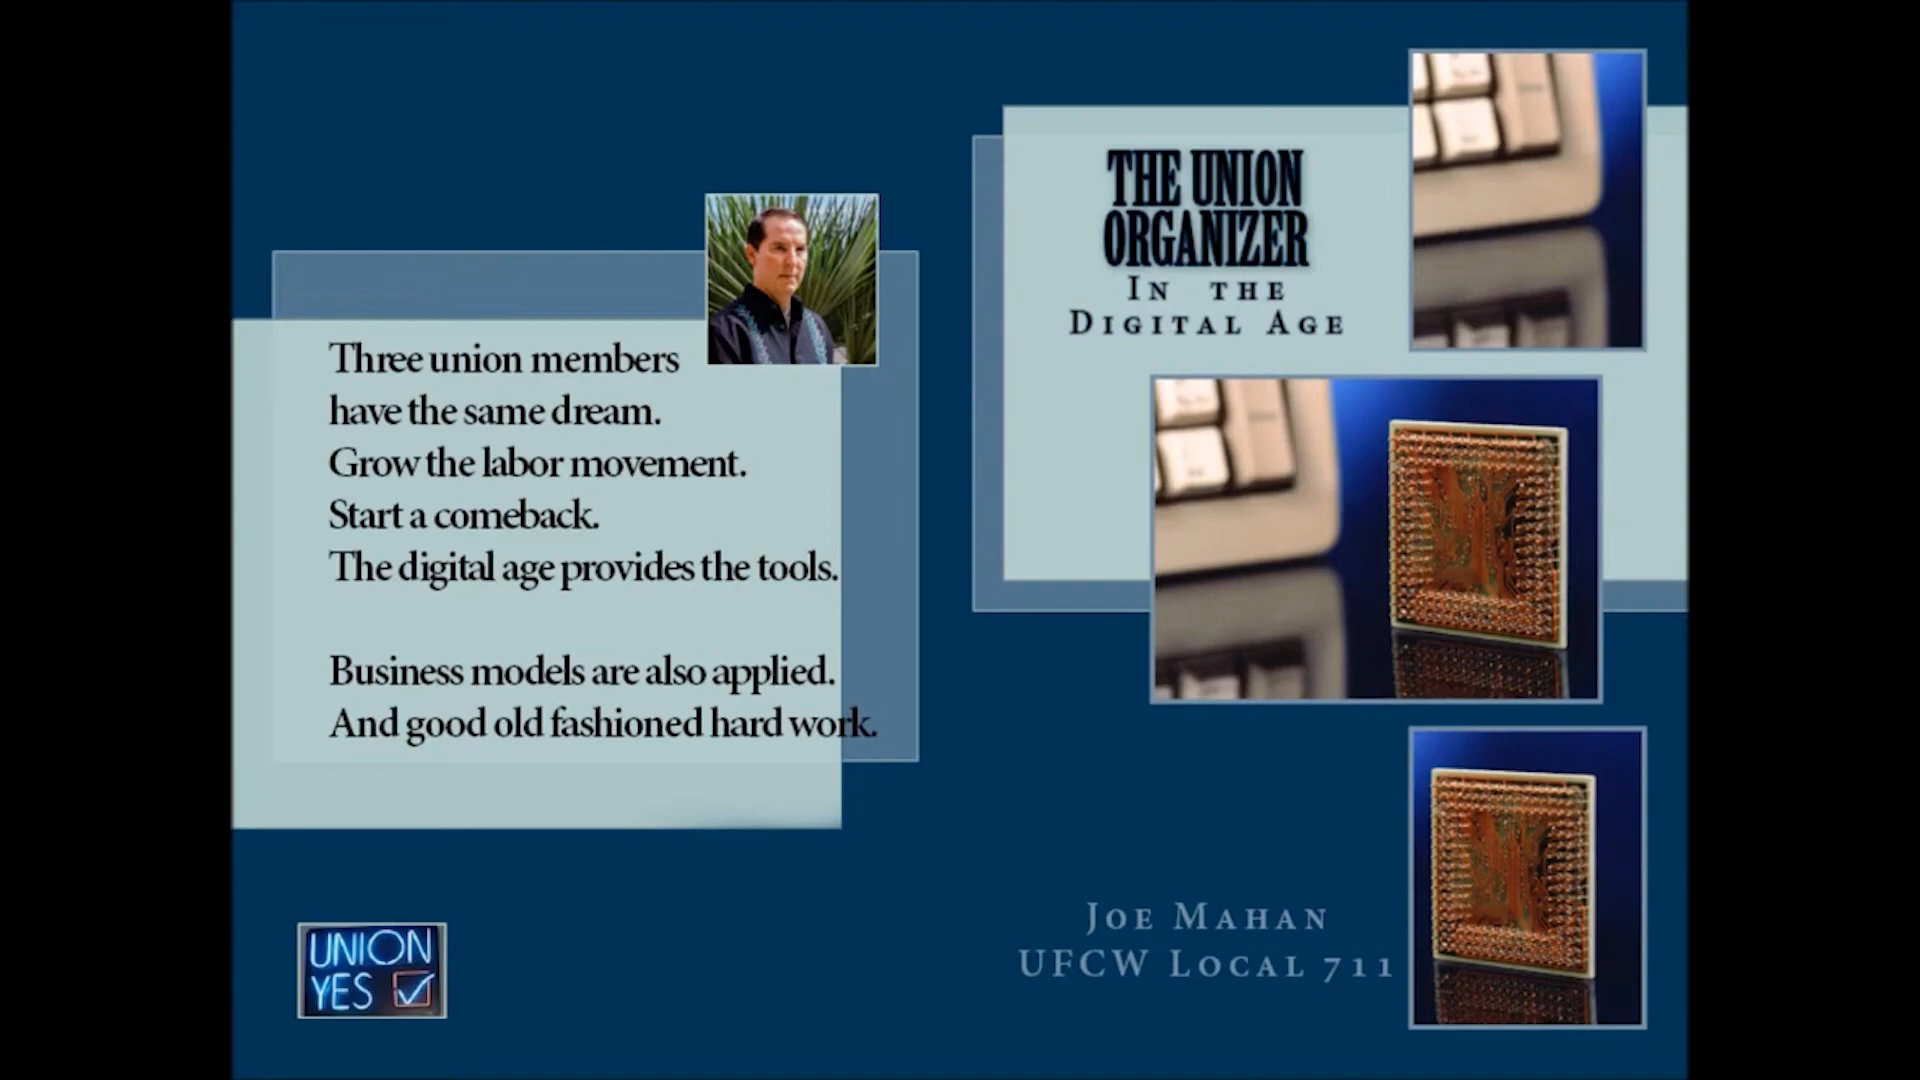 Three union members
have the same dream.
Grow the labor movement.
Start a comeback.
The digital age provides the tools.
Business models are also applied.
And good old fashioned hard work.
UNION
YES
THE UNION
ORGANIZER
IN THE
DIGITAL AGE
JOE MAHAN
UFCW LOCAL 711